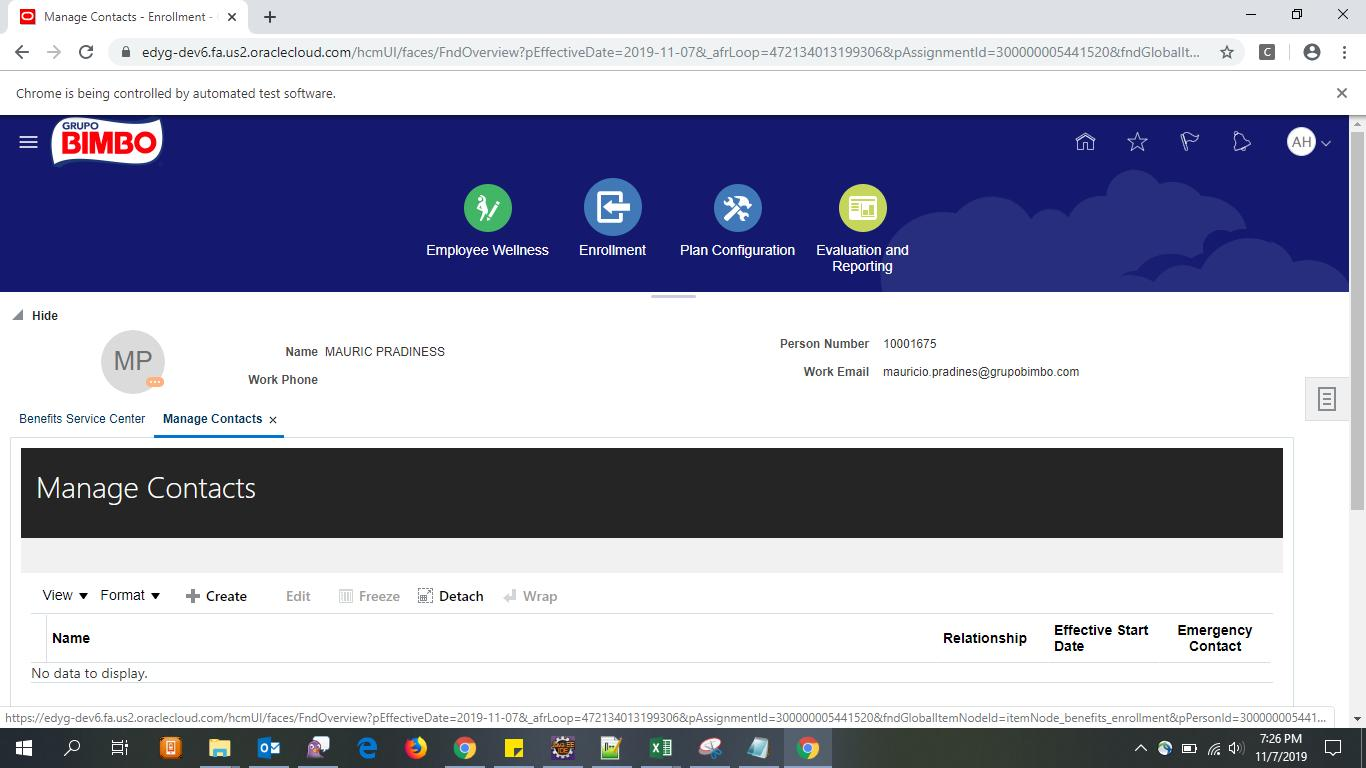 Manage Contacts - Enrollment -
edyg-dev6.fa.us2.oraclecloud.com/hcmUI/faces/FndOverview?pEffectiveDate=2019-11-07&_afrLoop=472134013199306&pAssignmentId=300000005441520&fndGlobalIt...
C
Chrome is being controlled by automated test software.
GRUPO
BIMBO
AH
Employee Wellness
Enrollment
Plan Configuration
Evaluation and
Reporting
Hide
MP
Name MAURIC PRADINESS
Person Number 10001675
Work Phone
Work Email mauricio.pradines@grupobimbo.com
Benefits Service Center
Manage Contacts
Manage Contacts
View Format Create Edit Freeze Detach Wrap
Name Relationship Effective Start Date Emergency Contact
No data to display.
https://edyg-dev6.fa.us2.oraclecloud.com/hcmUI/faces/FndOverview?pEffectiveDate=2019-11-07&_afrLoop=472134013199306&pAssignmentId=300000005441520&fndGlobalItemNodeId=itemNode_benefits_enrollment&pPersonId=300000005441...
7:26 PM
11/7/2019